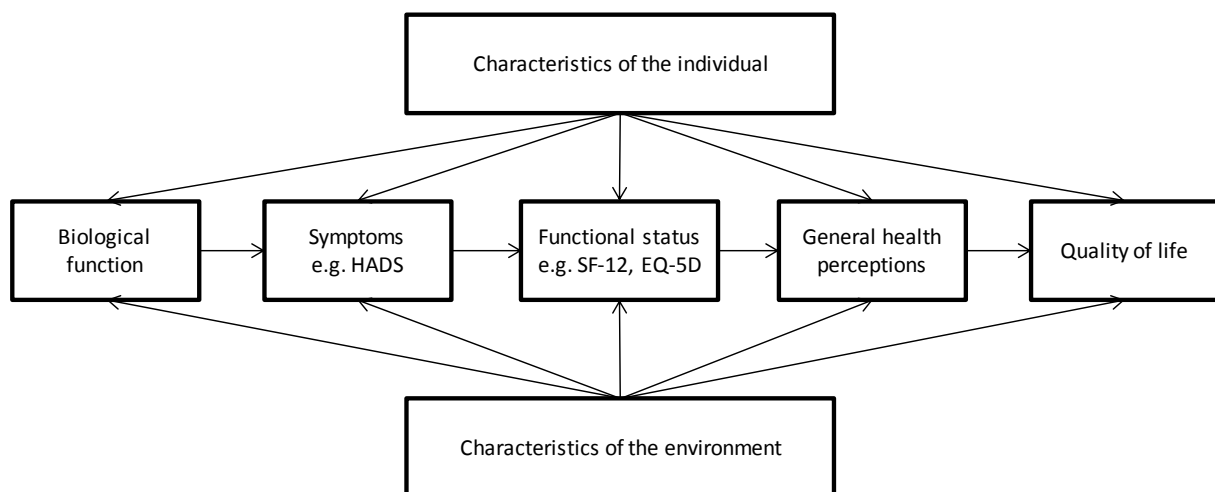 Characteristics of the individual
Biological
function
Symptoms
e.g. HADS
Functional status
e.g. SF-12, EQ-5D
General health
perceptions
Quality of life
Characteristics of the environment